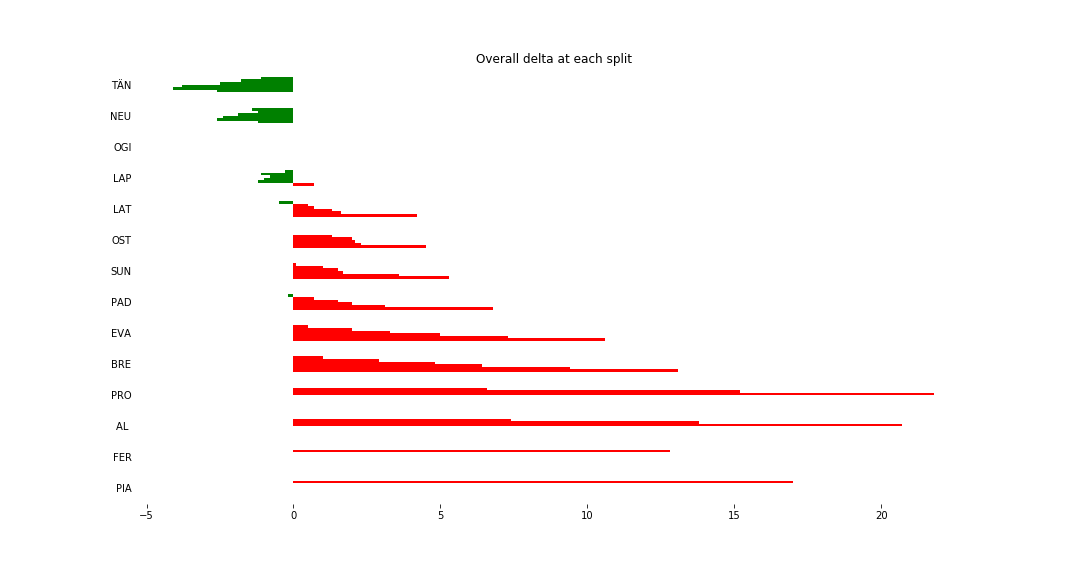 Overall delta at each split
TÄN
NEU
OGI
LAP
LAT
OST
SUN
PAD
EVA
BRE
PRO
AL
FER
PIA
−5 0 5 10 15 20